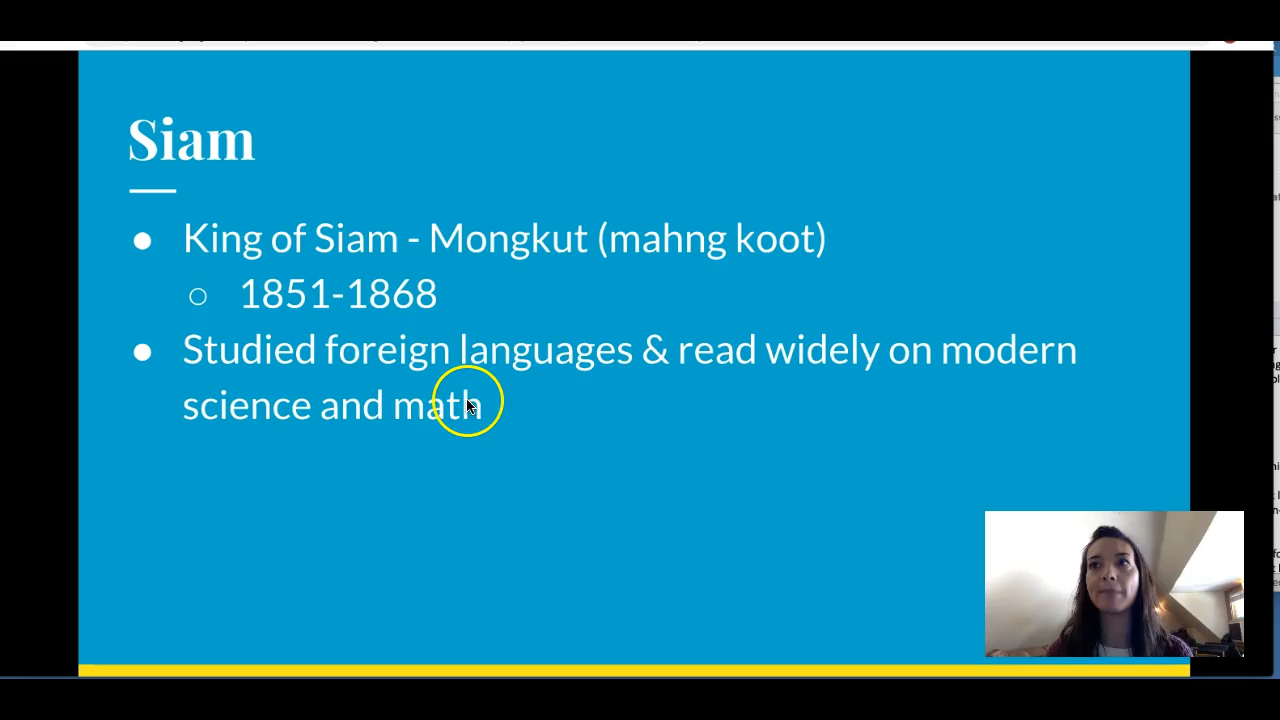 Siam
● King of Siam - Mongkut (mahng koot)
○ 1851-1868
● Studied foreign languages & read widely on modern
science and math